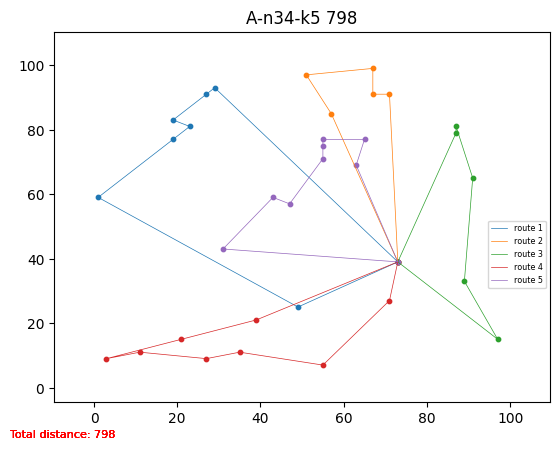 A-n34-k5 798
100
80
60
40
20
0
route 1
route 2
route 3
route 4
route 5
0 20 40 60 80 100
Total distance: 798